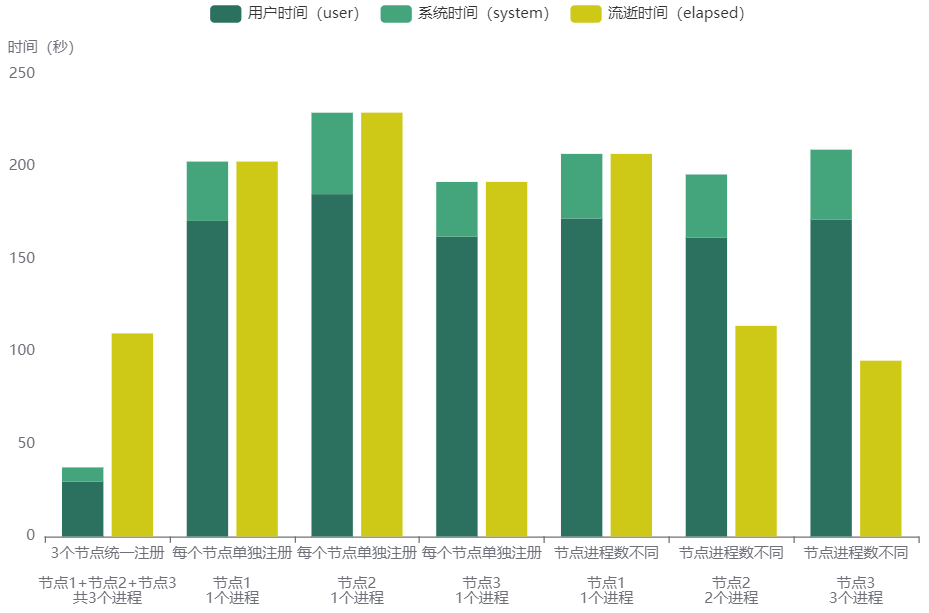 用户时间（user） 系统时间（system） 流逝时间（elapsed）
时间（秒）
250
200
150
100
50
0
3个节点统一注册 每个节点单独注册 每个节点单独注册 每个节点单独注册 节点进程数不同 节点进程数不同 节点进程数不同
节点1+节点2+节点3 节点1 节点2 节点3 节点1 节点2 节点3
共3个进程 1个进程 1个进程 1个进程 1个进程 2个进程 3个进程